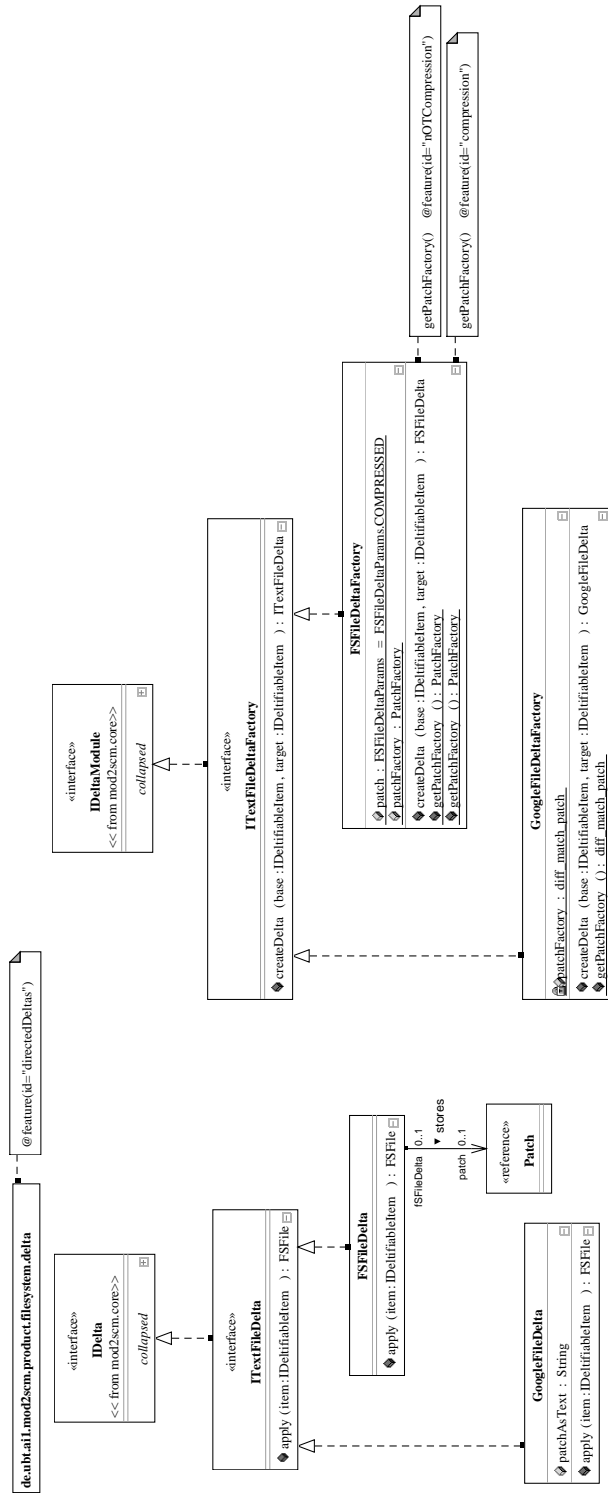 de.ubt.ai1.mod2scm.product.filesystem.delta
@feature(id="directedDeltas")
«interface»
IDelta
<< from mod2scm.core>>
collapsed
«interface»
IDeltaModule
<< from mod2scm.core>>
collapsed
«interface»
ITextFileDelta
apply (item :IDeltifiableItem ) : FSFile
«interface»
ITextFileDeltaFactory
createDelta (base :IDeltifiableItem, target :IDeltifiableItem ) : ITextFileDelta
FSFileDelta
apply (item :IDeltifiableItem ) : FSFile
fSFileDelta 0..1
stores
patch 0..1
«reference»
Patch
FSFileDeltaFactory
patch : FSFileDeltaParams = FSFileDeltaParams.COMPRESSED
patchFactory : PatchFactory
createDelta (base :IDeltifiableItem, target :IDeltifiableItem ) : FSFileDelta
getPatchFactory () : PatchFactory
getPatchFactory () : PatchFactory
getPatchFactory() @feature(id="nOTCompression")
getPatchFactory() @feature(id="compression")
GoogleFileDelta
patchAsText : String
apply (item :IDeltifiableItem ) : FSFile
GoogleFileDeltaFactory
patchFactory : diff_match_patch
createDelta (base :IDeltifiableItem, target :IDeltifiableItem ) : GoogleFileDelta
getPatchFactory () : diff_match_patch